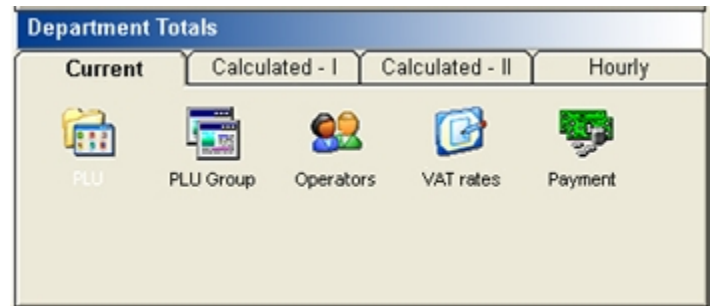 Department Totals
Current Calculated - I Calculated - II Hourly
PLU PLU Group Operators VAT rates Payment